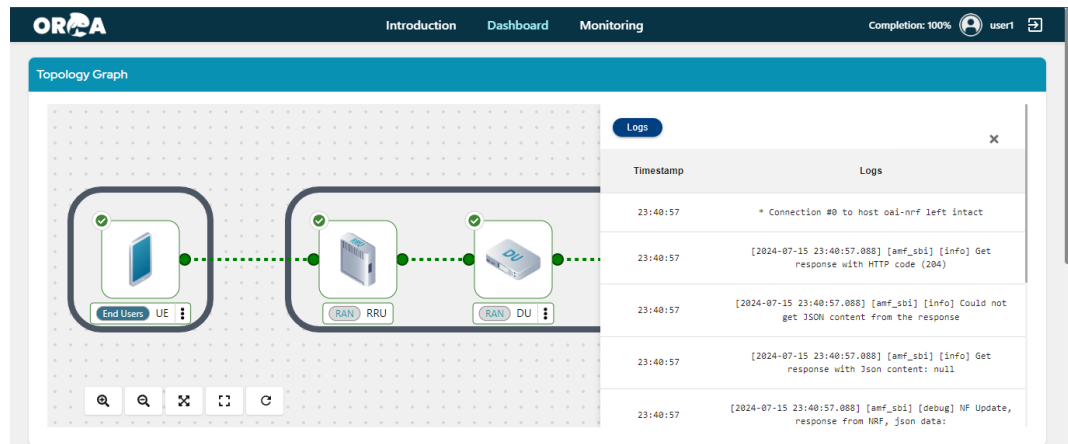 ORCA
Introduction
Dashboard
Monitoring
Completion: 100%
user1
Topology Graph
End Users UE
RAN RRU
RAN DU
DU
Logs
×
Timestamp
Logs
23:40:57
* Connection #0 to host oai-nrf left intact
23:40:57
[2024-07-15 23:40:57.088] [amf_sbi] [info] Get
response with HTTP code (204)
23:40:57
[2024-07-15 23:40:57.088] [amf_sbi] [info] Could not
get JSON content from the response
23:40:57
[2024-07-15 23:40:57.088] [amf_sbi] [info] Get
response with Json content: null
23:40:57
[2024-07-15 23:40:57.088] [amf_sbi] [debug] NF Update,
response from NRF, json data: